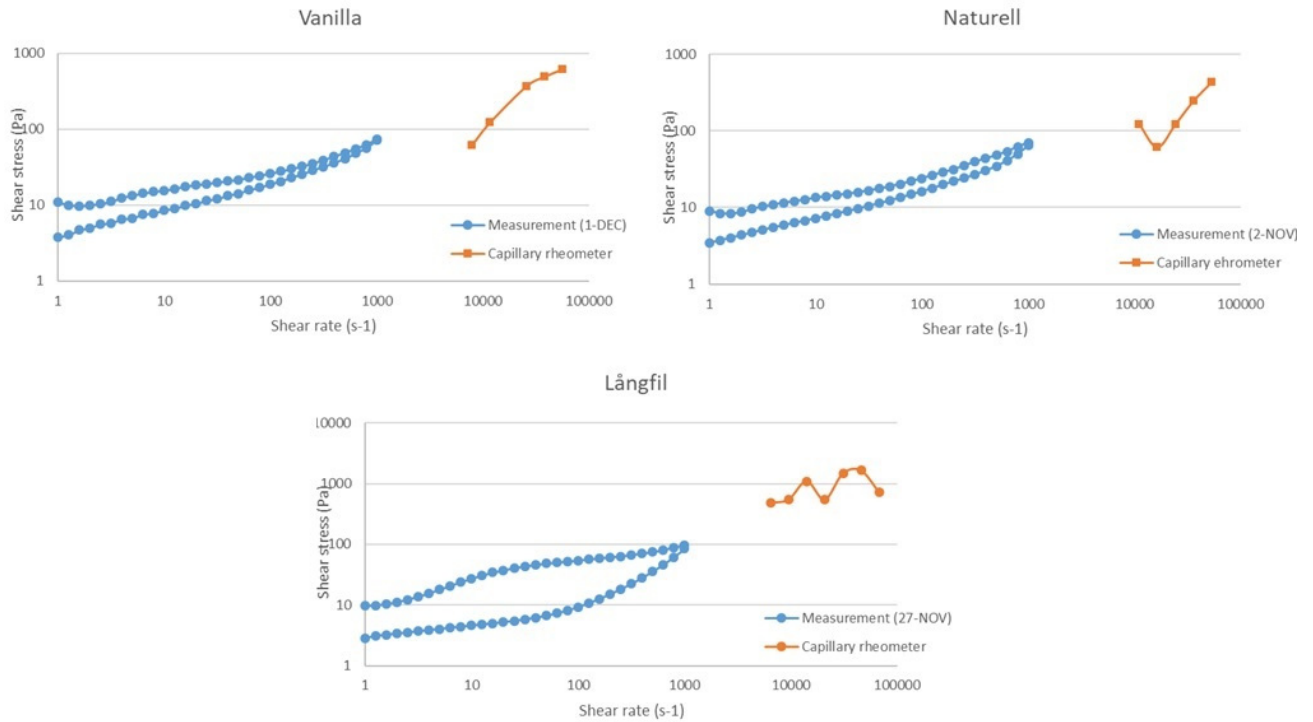 Vanilla
Shear stress (Pa)
1000
100
10
1
1 10 100 1000 10000 100000
Shear rate (s-1)
Measurement (1-DEC)
Capillary rheometer
Naturell
Shear stress (Pa)
1000
100
10
1
1 10 100 1000 10000 100000
Shear rate (s-1)
Measurement (2-NOV)
Capillary ehrometer
Långfil
Shear stress (Pa)
10000
1000
100
10
1
1 10 100 1000 10000 100000
Shear rate (s-1)
Measurement (27-NOV)
Capillary rheometer